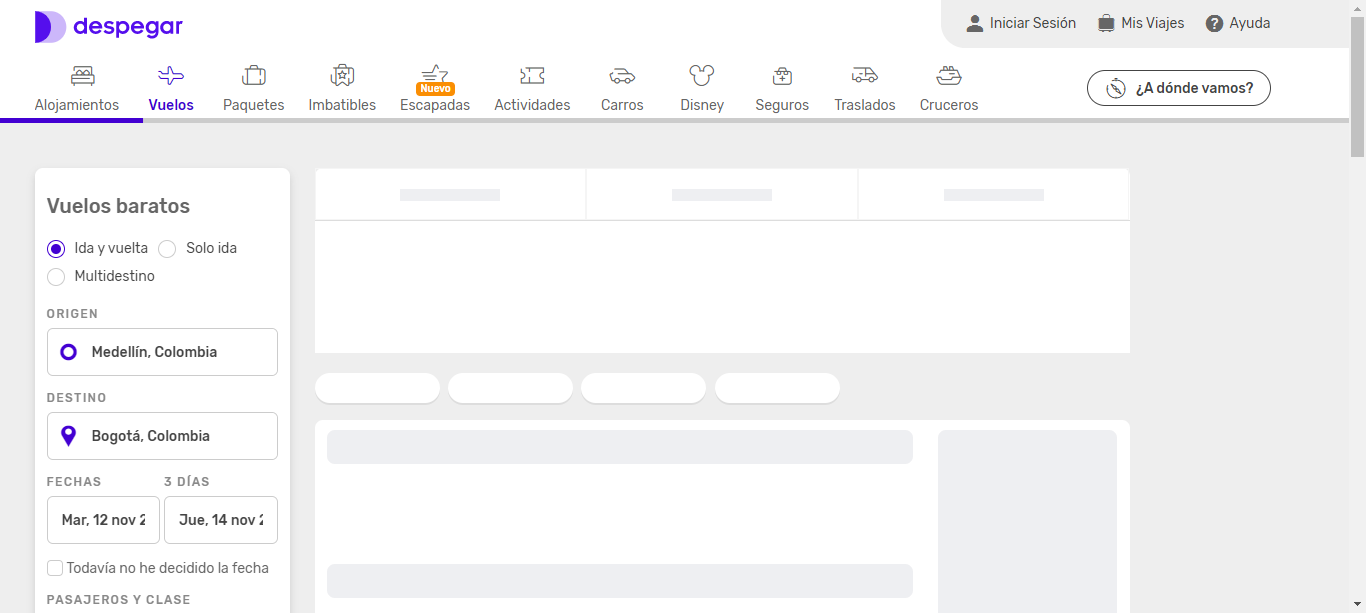 despegar
Iniciar Sesión
Mis Viajes
Ayuda
Alojamientos
Vuelos
Paquetes
Imbatibles
Nuevo
Escapadas
Actividades
Carros
Disney
Seguros
Traslados
Cruceros
¿A dónde vamos?
Vuelos baratos
Ida y vuelta
Solo ida
Multidestino
ORIGEN
Medellín, Colombia
DESTINO
Bogotá, Colombia
FECHAS
3 DÍAS
Mar, 12 nov 2
Jue, 14 nov 2
Todavía no he decidido la fecha
PASAJEROS Y CLASE